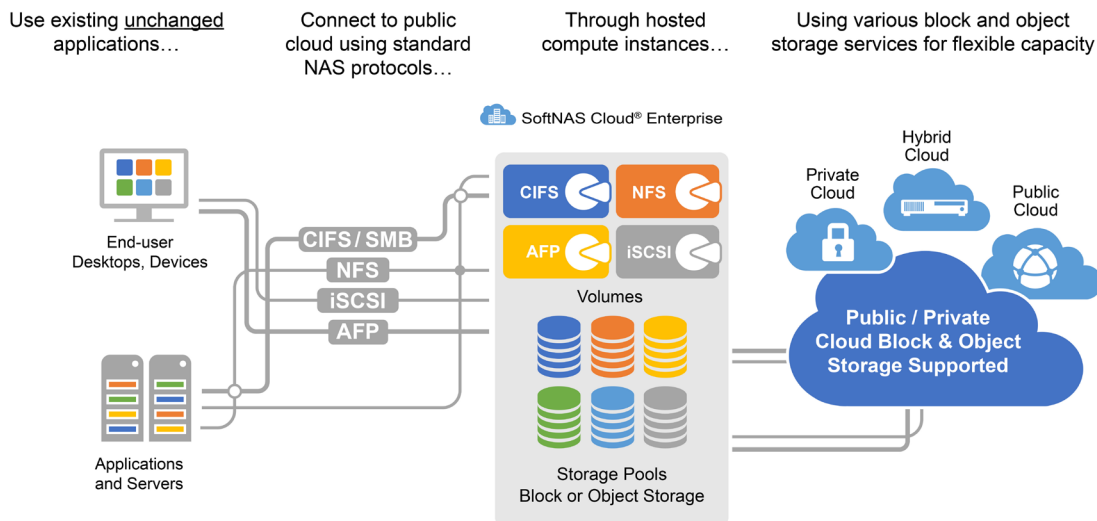 Use existing unchanged
applications…
Connect to public
cloud using standard
NAS protocols…
Through hosted
compute instances…
Using various block and object
storage services for flexible capacity
SoftNAS Cloud® Enterprise
End-user
Desktops, Devices
Applications
and Servers
CIFS / SMB
NFS
iSCSI
AFP
CIFS
NFS
AFP
iSCSI
Volumes
Storage Pools
Block or Object Storage
Private
Cloud
Hybrid
Cloud
Public
Cloud
Public / Private
Cloud Block & Object
Storage Supported